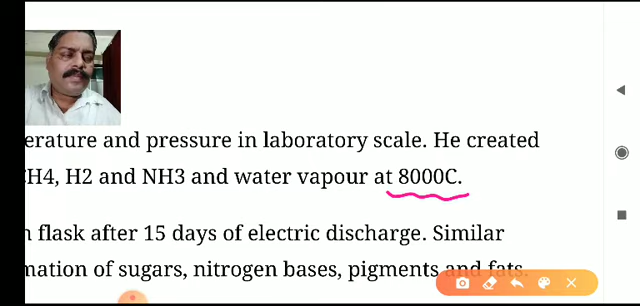 erature and pressure in laboratory scale. He created
CH4, H2 and NH3 and water vapour at 8000C.
flask after 15 days of electric discharge. Similar
mation of sugars, nitrogen bases, pigments and fats.